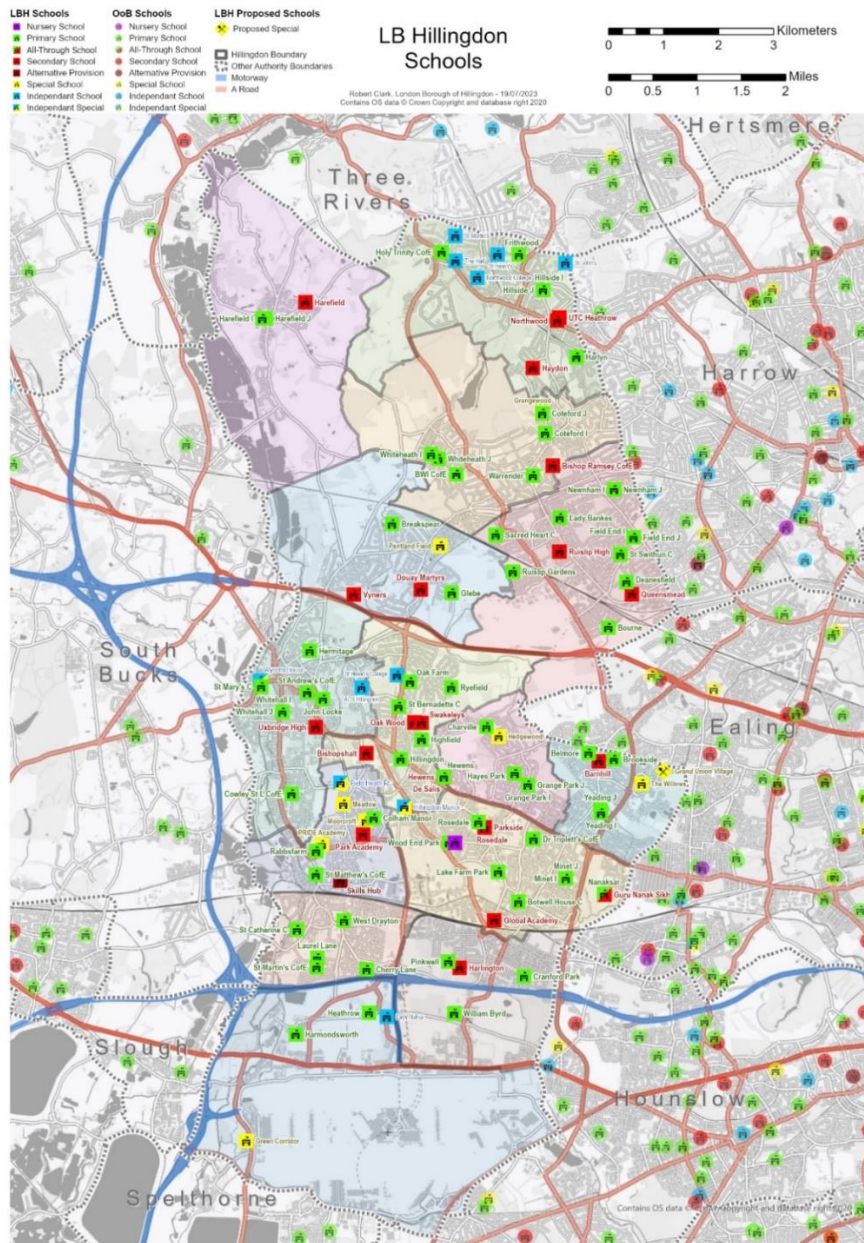 LBH Schools
Nursery School
Primary School
All-Through School
Secondary School
Alternative Provision
Special School
Independant School
Independant Special
OoB Schools
Nursery School
Primary School
All-Through School
Secondary School
Alternative Provision
Special School
Independant School
Independant Special
LBH Proposed Schools
Proposed Special
Hillingdon Boundary
Other Authority Boundaries
Motorway
A Road
LB Hillingdon
Schools
Robert Clark, London Borough of Hillingdon - 19/07/2023
Contains OS data © Crown Copyright and database right 2020
0 1 2 3 Kilometers
0 0.5 1 1.5 2 Miles
Hertsmere
Three
Rivers
Holy Trinity CofE
Frithwood
Hillside I
Hillside J
Harefield
Harefield I
Harefield J
Northwood
UTC Heathrow
Harlyn
Haydon
Harrow
Grangewood
Coteford J
Coteford I
Whiteheath I
Whiteheath J
BWI CofE
Warrender
Bishop Ramsey CofE
Newnham I
Newnham J
Breakspear
Lady Bankes
Sacred Heart C
Field End I
Field End J
Pentland Field
Ruislip High
St Swithun C
Douay Martyrs
Ruislip Gardens
Deanesfield
Vyners
Glebe
Queensmead
Bourne
South
Bucks
Hermitage
St Mary's C
St Andrew's CofE
Oak Farm
Ryefield
Whitehall I
Whitehall J
John Locke
St Bernadette C
Swakeleys
Oak Wood
Uxbridge High
Charville
Hedgewood
Ealing
Highfield
Bishopshalt
Hillingdon
Belmore
Brookside
Barnhill
Grand Union Village
Hewens
Hewens
Hayes Park
The Willows
De Salis
Orange Park J
Orange Park I
Yeading J
Yeading I
Cowley St L' CofE
Meadow
Moorcroft
Colham Manor
Hillingdon Manor
Rosedale
Parkside
Rosedale
PRIDE Academy
Park Academy
Wood End Park
Dr Triplett's CofE
Rabbsfarm
St Matthew's CofE
Skills Hub
Lake Farm Park
Minet J
Minet I
Nanaksar
Guru Nanak Sikh
Botwell House C
West Drayton
Global Academy
St Catherine C
Laurel Lane
St Martin's CofE
Cherry Lane
Pinkwell
Harlington
Cranford Park
Heathrow
William Byrd
Harmondsworth
Slough
Hounslow
Green Corridor
Spelthorne